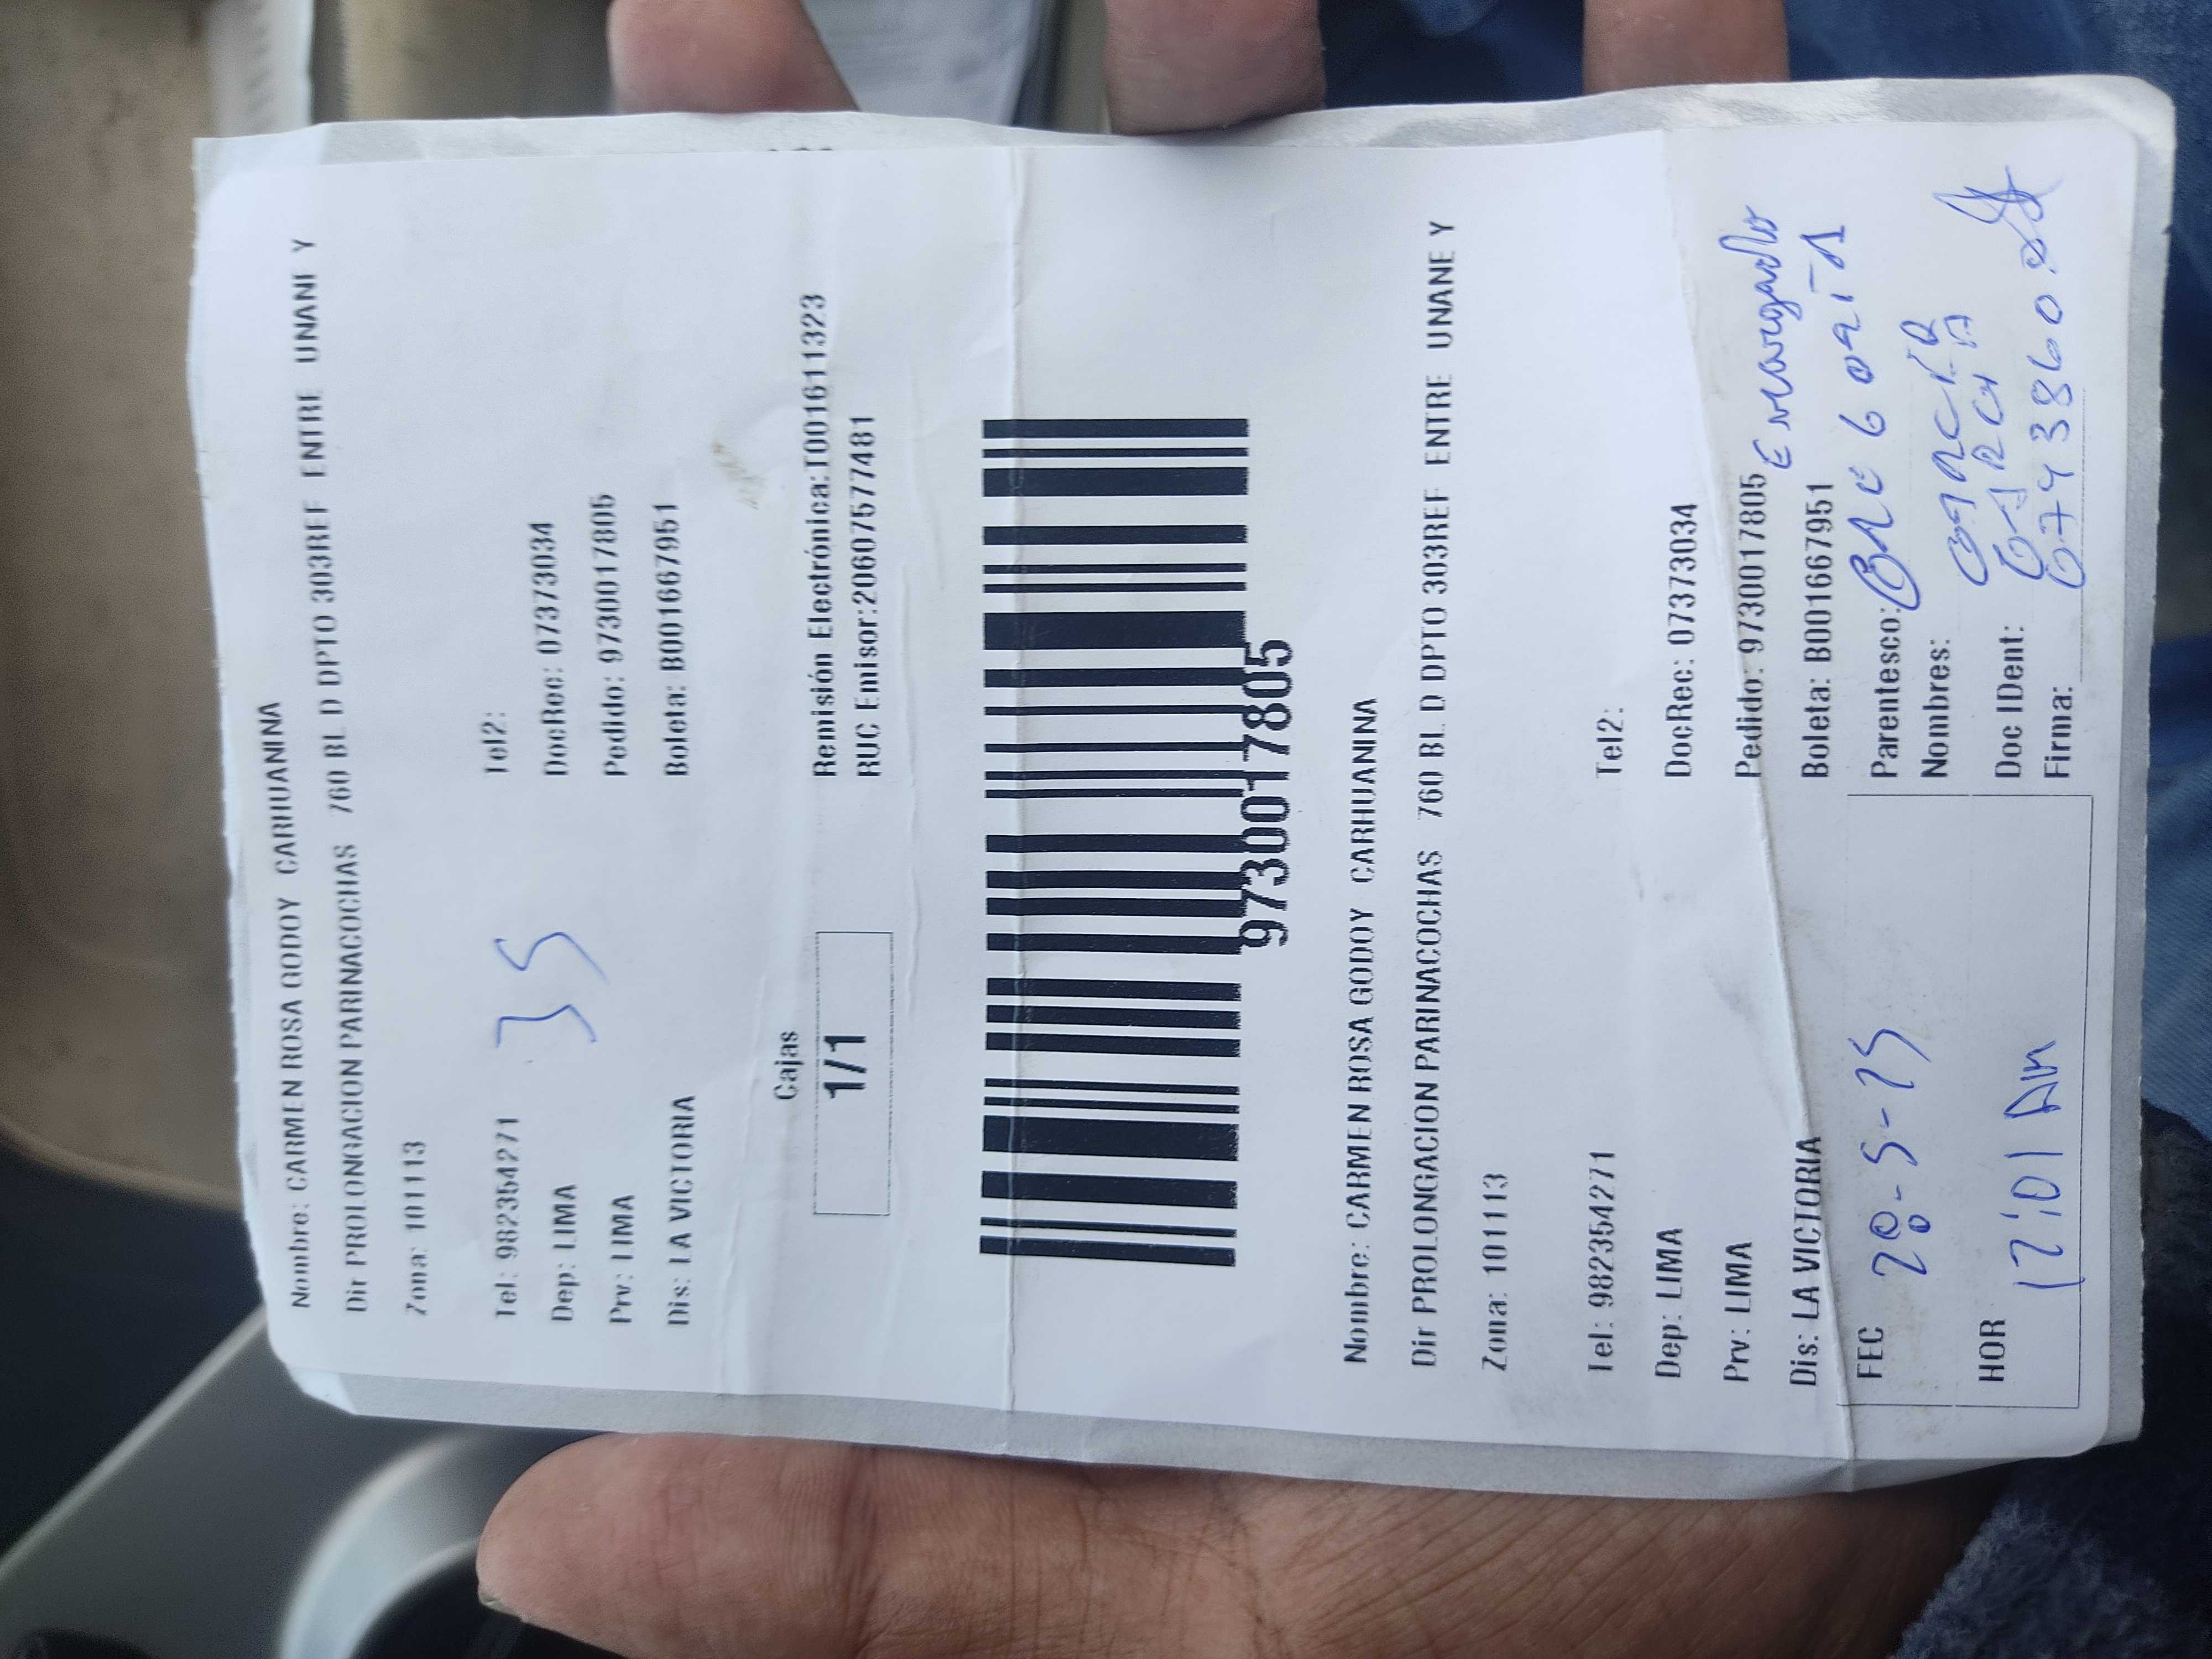 Nombre: CARMEN ROSA GODOY CARHUANINA
Dir PROLONGACION PARINACOCHAS 760 BL D DPTO 303REF ENTRE UNANE Y
Zona: 101113
Tel: 982354271 Tel2:
35
Dep: LIMA DocRec: 07373034
Prv: LIMA Pedido: 9730017805
Dis: LA VICTORIA Boleta: B001667951
Cajas
1/1
Remisión Electrónica:T001611323
RUC Emisor:20607577481
9730017805
Nombre: CARMEN ROSA GODOY CARHUANINA
Dir PROLONGACION PARINACOCHAS 760 BL D DPTO 303REF ENTRE UNANE Y
Zona: 101113
Tel: 982354271 Tel2:
Dep: LIMA DocRec: 07373034
Prv: LIMA Pedido: 9730017805
Encargado
Dis: LA VICTORIA Boleta: B001667951
FEC 28-5-25 Parentesco:
Nombres:
HOR 12:01 AM Doc IDent:
Firma: